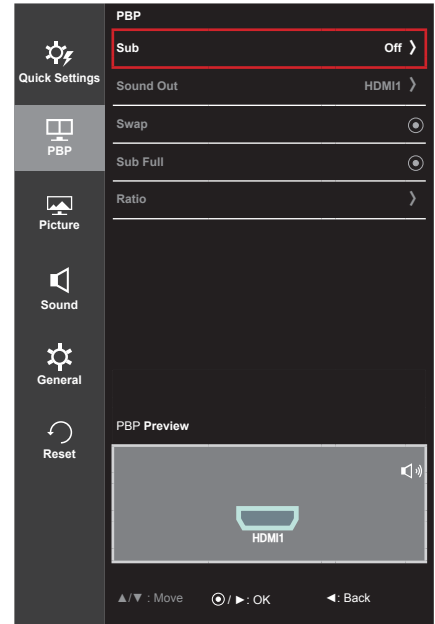 PBP
Sub Off 〉
Quick Settings
Sound Out HDMI1 〉
Swap
PBP
Sub Full
Ratio 〉
Picture
Sound
General
Reset
PBP Preview
HDMI1
▲/▼ : Move ◉ / ►: OK ◄: Back